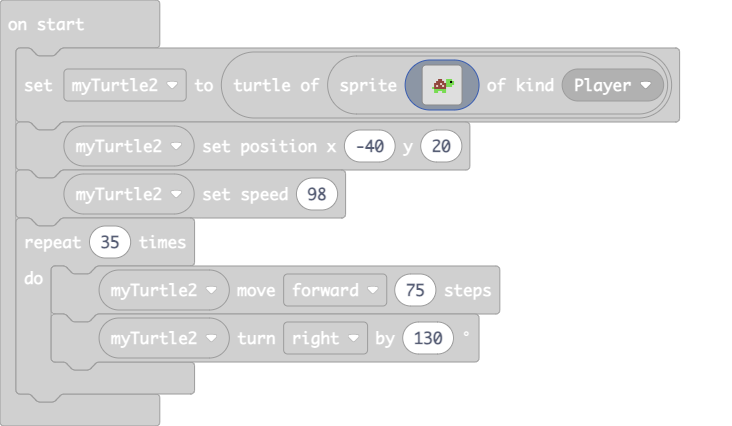 on start
set myTurtle2 to turtle of sprite of kind Player
myTurtle2 set position x -40 y 20
myTurtle2 set speed 98
repeat 35 times
do
myTurtle2 move forward 75 steps
myTurtle2 turn right by 130 °